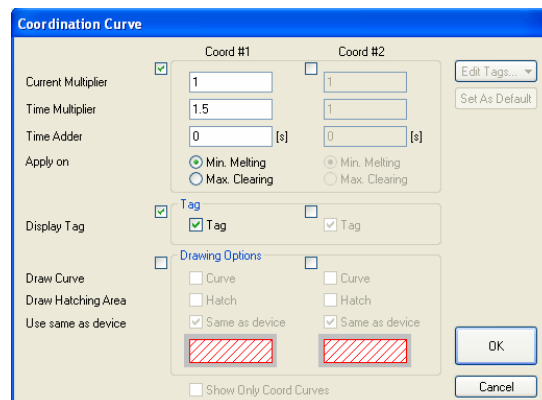 Coordination Curve
Coord #1 Coord #2
Edit Tags...
Current Multiplier 1 1
Set As Default
Time Multiplier 1.5 1
Time Adder 0 [s] 0 [s]
Apply on Min. Melting Min. Melting
Max. Clearing Max. Clearing
Tag
Display Tag Tag Tag
Drawing Options
Draw Curve Curve Curve
Draw Hatching Area Hatch Hatch
Use same as device Same as device Same as device
OK
Show Only Coord Curves Cancel